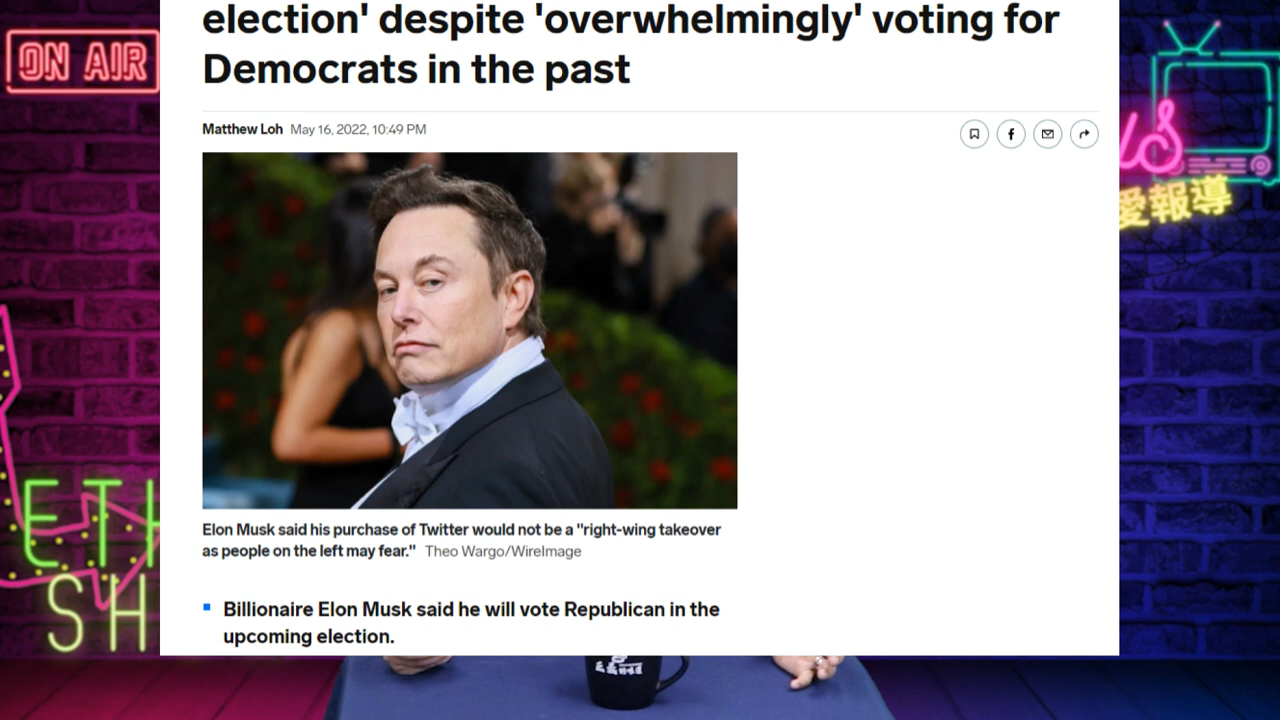 election' despite 'overwhelmingly' voting for
Democrats in the past
ON AIR
Matthew Loh May 16, 2022, 10:49 PM
愛報導
Elon Musk said his purchase of Twitter would not be a "right-wing takeover
as people on the left may fear." Theo Wargo/WireImage
ETH
SH
Billionaire Elon Musk said he will vote Republican in the
upcoming election.